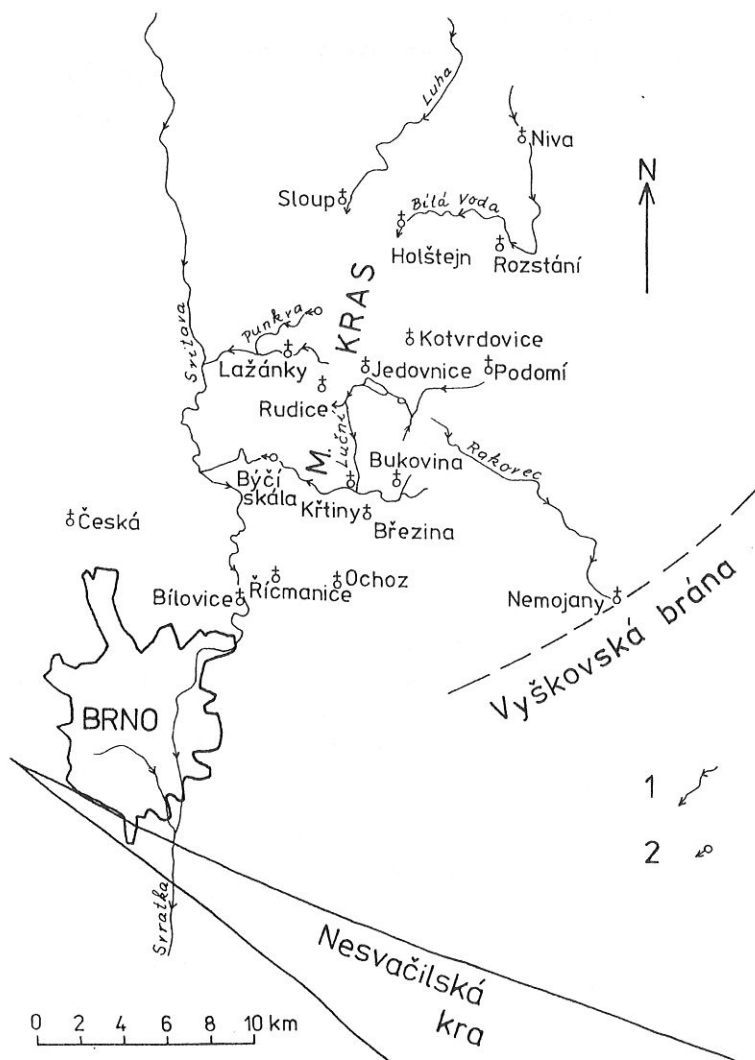 Luha
Niva
N
Sloup
Bílá Voda
Holštejn
Rozstání
Svitava
Punkva
M. KRAS
Kotvrdovice
Lažánky
Jedovnice
Podomí
Rudice
Luční
Rakovec
Bukovina
Býčí
skála
Křtiny
Březina
Česká
Bílovice
Řícmanice
Ochoz
Nemojany
Vyškovská brána
BRNO
1
2
Svratka
Nesvačilská
kra
0 2 4 6 8 10 km